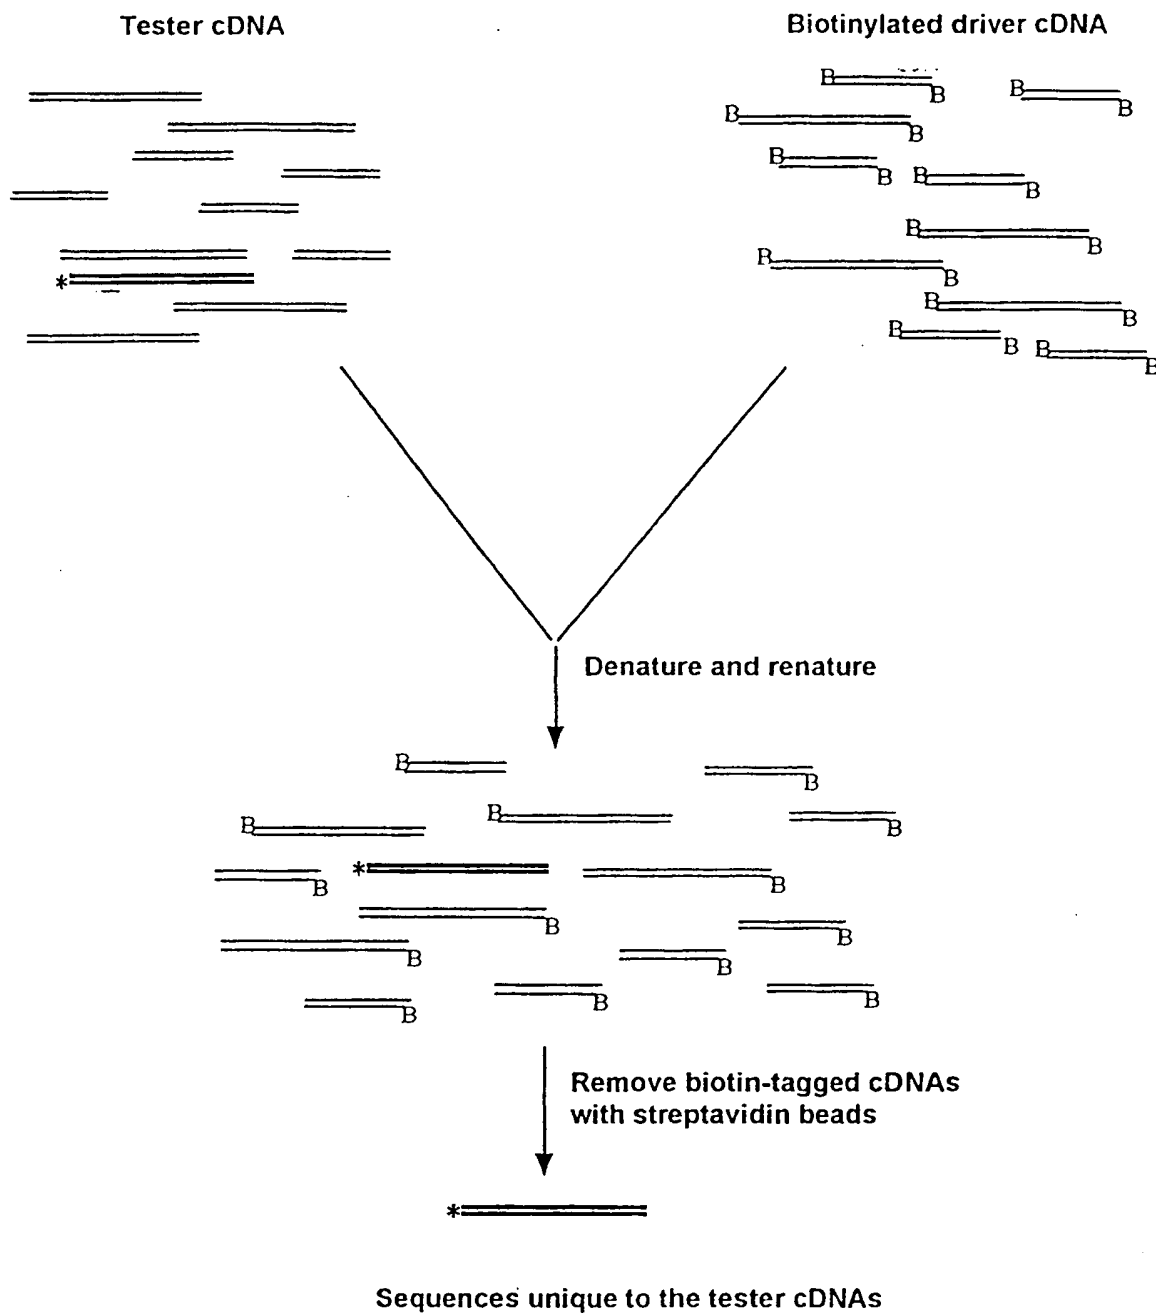 Tester cDNA
Biotinylated driver cDNA
B B
B B
B B
B B
B B
B B
B B
B B
B B
B B
*
Denature and renature
B
B
B
B
B
B
*
B
B
B
B
B
B
B
B
Remove biotin-tagged cDNAs
with streptavidin beads
*
Sequences unique to the tester cDNAs